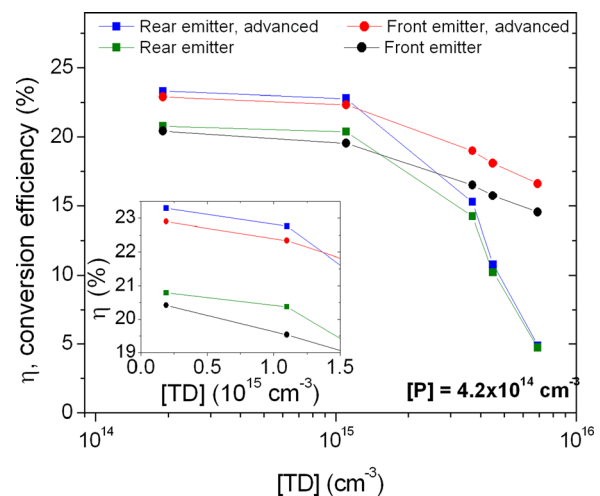 Rear emitter, advanced
Front emitter, advanced
Rear emitter
Front emitter
η, conversion efficiency (%)
25
20
15
10
5
0
η (%)
23
22
21
20
19
0.0 0.5 1.0 1.5
[TD] (10¹⁵ cm⁻³)
[P] = 4.2x10¹⁴ cm⁻³
10¹⁴ 10¹⁵ 10¹⁶
[TD] (cm⁻³)